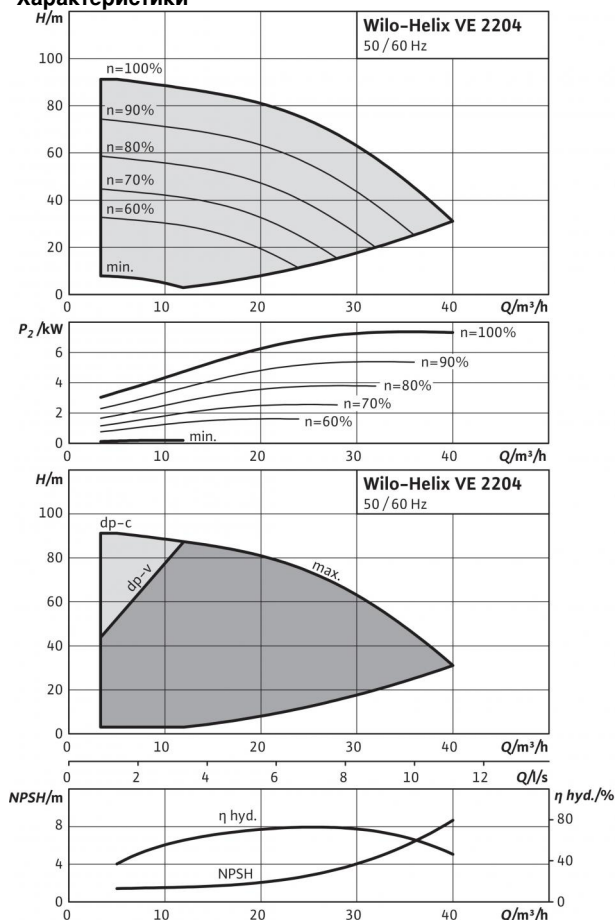 Характеристики
H/m
Wilo-Helix VE 2204
50 / 60 Hz
100
n=100%
80
n=90%
60
n=80%
n=70%
40
n=60%
20
min.
0
0 10 20 30 40 Q/m³/h
P₂ /kW
n=100%
6
n=90%
4
n=80%
n=70%
2
n=60%
min.
0
0 10 20 30 40 Q/m³/h
H/m
Wilo-Helix VE 2204
50 / 60 Hz
100
dp-c
max.
80
dp-v
60
40
20
0
0 10 20 30 40 Q/m³/h
0 2 4 6 8 10 12 Q/l/s
NPSH/m
η hyd./%
η hyd.
8
80
4
NPSH
40
0
0
0 10 20 30 40 Q/m³/h